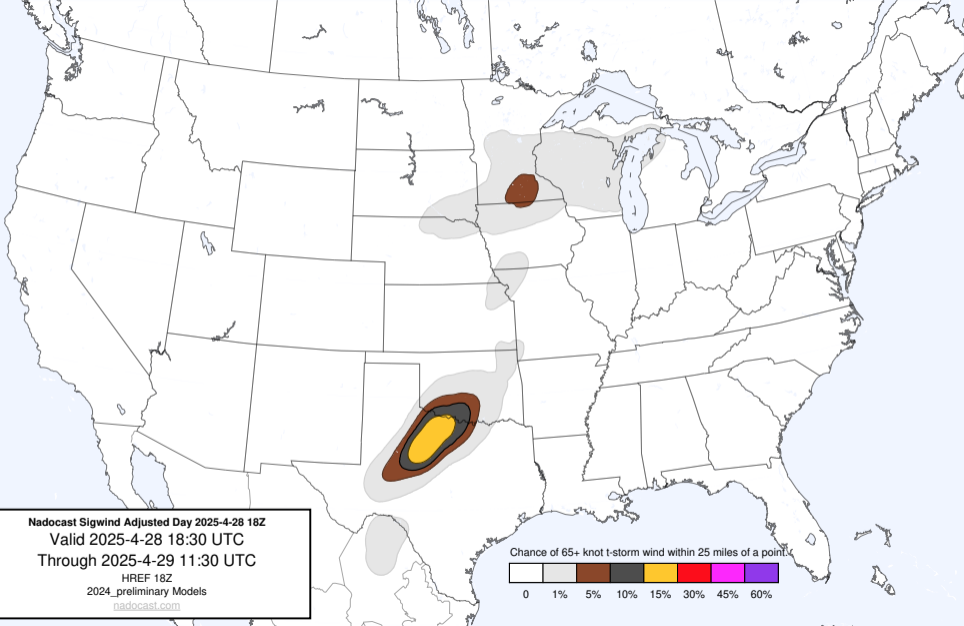 Nadocast Sigwind Adjusted Day 2025-4-28 18Z
Valid 2025-4-28 18:30 UTC
Through 2025-4-29 11:30 UTC
HREF 18Z
2024_preliminary Models
nadocast.com
Chance of 65+ knot t-storm wind within 25 miles of a point.
0 1% 5% 10% 15% 30% 45% 60%